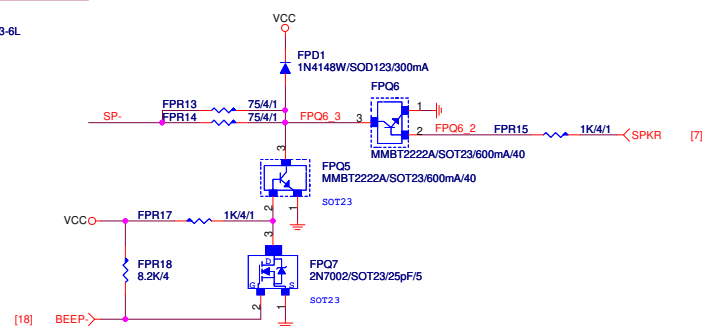 3-6L
VCC
FPD1
1N4148W/SOD123/300mA
FPQ6
FPR13 75/4/1
SP- FPR14 75/4/1 FPQ6_3 3 1
2 FPQ6_2 FPR15 1K/4/1 SPKR [7]
MMBT2222A/SOT23/600mA/40
3
FPQ5
MMBT2222A/SOT23/600mA/40
SOT23
2 1
VCC FPR17 1K/4/1
3
FPR18
8.2K/4
FPQ7
2N7002/SOT23/25pF/5
D
G S
SOT23
2 1
[18] BEEP-